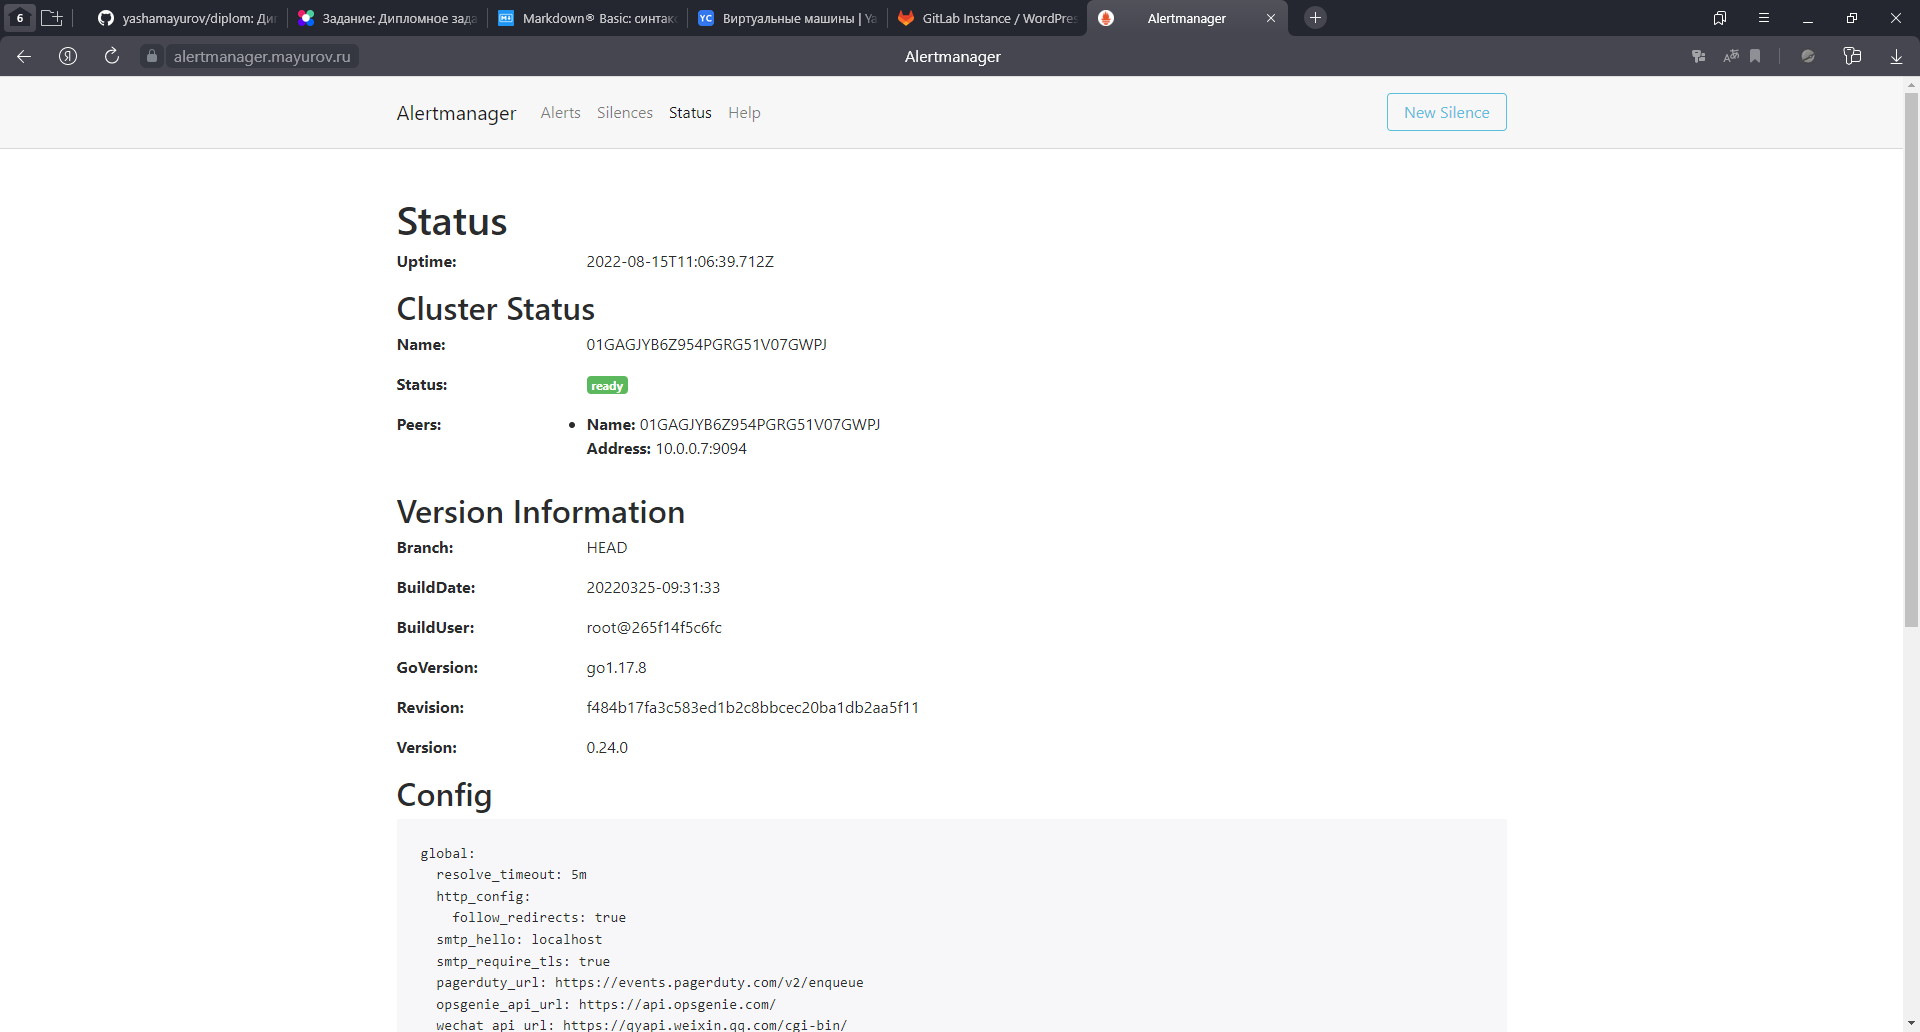 6
yashamayurov/diplom: Ди
Задание: Дипломное зада
Markdown® Basic: синтакс
YC Виртуальные машины | Ya
GitLab Instance / WordPres
Alertmanager
Я alertmanager.mayurov.ru
Alertmanager
Alertmanager Alerts Silences Status Help New Silence
Status
Uptime: 2022-08-15T11:06:39.712Z
Cluster Status
Name: 01GAGJYB6Z954PGRG51V07GWPJ
Status: ready
Peers: • Name: 01GAGJYB6Z954PGRG51V07GWPJ
Address: 10.0.0.7:9094
Version Information
Branch: HEAD
BuildDate: 20220325-09:31:33
BuildUser: root@265f14f5c6fc
GoVersion: go1.17.8
Revision: f484b17fa3c583ed1b2c8bbcec20ba1db2aa5f11
Version: 0.24.0
Config
global:
resolve_timeout: 5m
http_config:
follow_redirects: true
smtp_hello: localhost
smtp_require_tls: true
pagerduty_url: https://events.pagerduty.com/v2/enqueue
opsgenie_api_url: https://api.opsgenie.com/
wechat_api_url: https://qyapi.weixin.qq.com/cgi-bin/